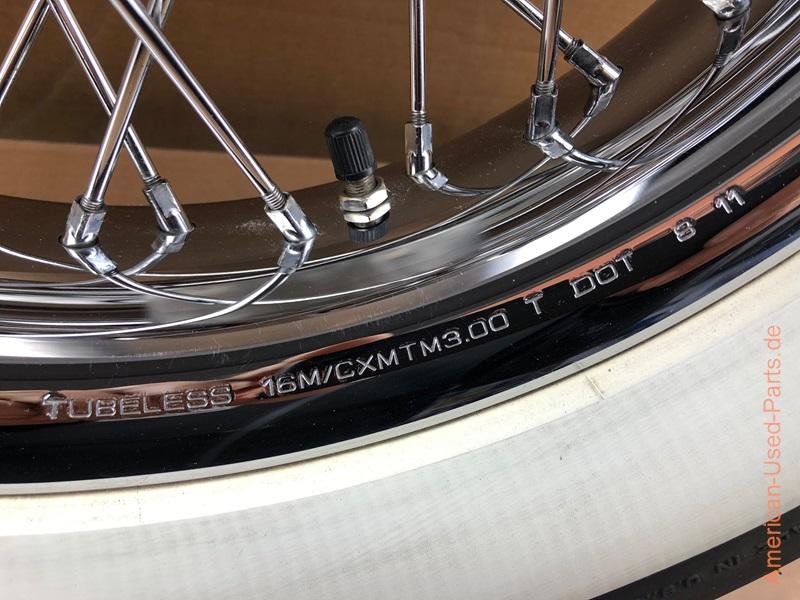 TUBELESS 16M/CXMTM3.00 T DOT 8 11
American-Used-Parts.de